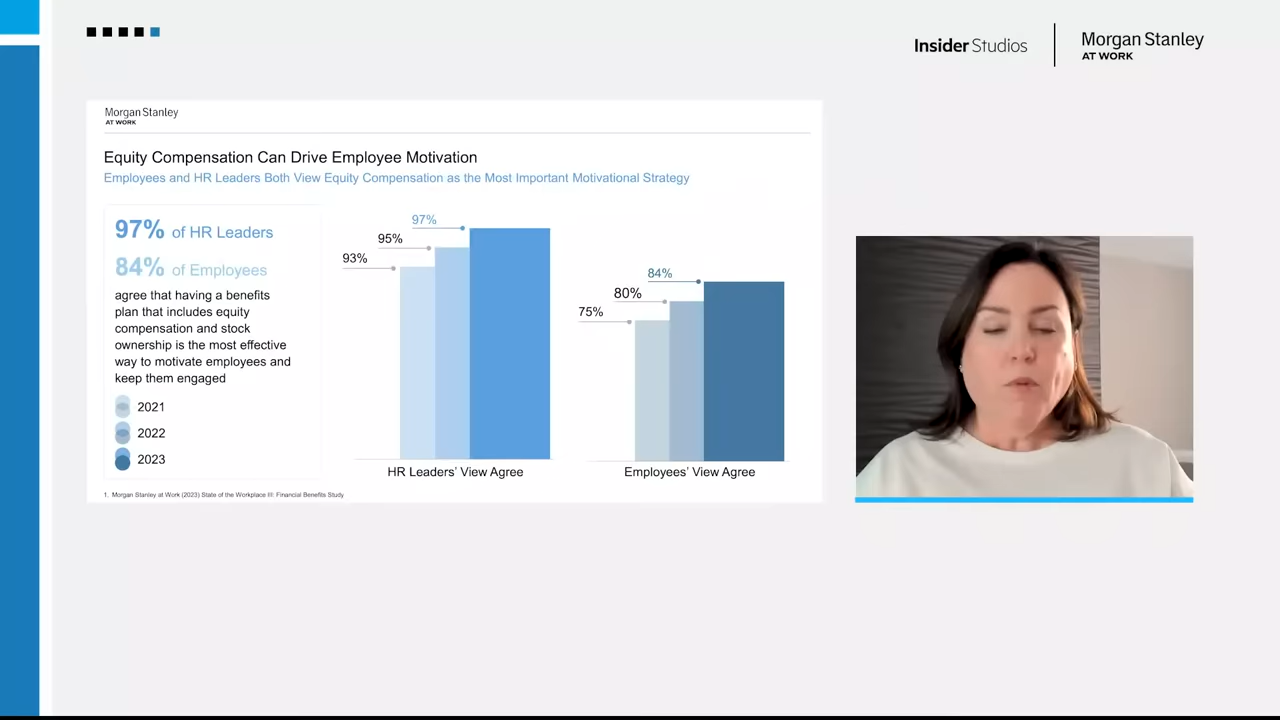 Insider Studios
Morgan Stanley
AT WORK
Morgan Stanley
AT WORK
Equity Compensation Can Drive Employee Motivation
Employees and HR Leaders Both View Equity Compensation as the Most Important Motivational Strategy
97% of HR Leaders
84% of Employees
agree that having a benefits
plan that includes equity
compensation and stock
ownership is the most effective
way to motivate employees and
keep them engaged
2021
2022
2023
93%
95%
97%
HR Leaders' View Agree
75%
80%
84%
Employees' View Agree
1. Morgan Stanley at Work (2023) State of the Workplace III: Financial Benefits Study